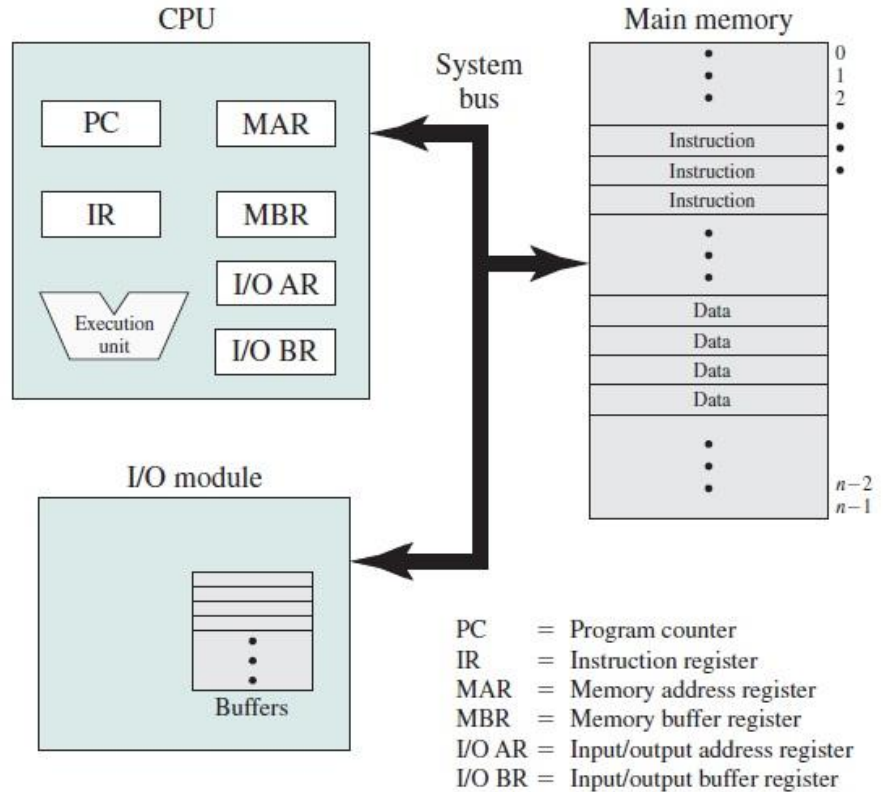 CPU
PC
MAR
IR
MBR
I/O AR
Execution
unit
I/O BR
System
bus
Main memory
0
1
2
Instruction
Instruction
Instruction
Data
Data
Data
Data
n−2
n−1
I/O module
Buffers
PC = Program counter
IR = Instruction register
MAR = Memory address register
MBR = Memory buffer register
I/O AR = Input/output address register
I/O BR = Input/output buffer register